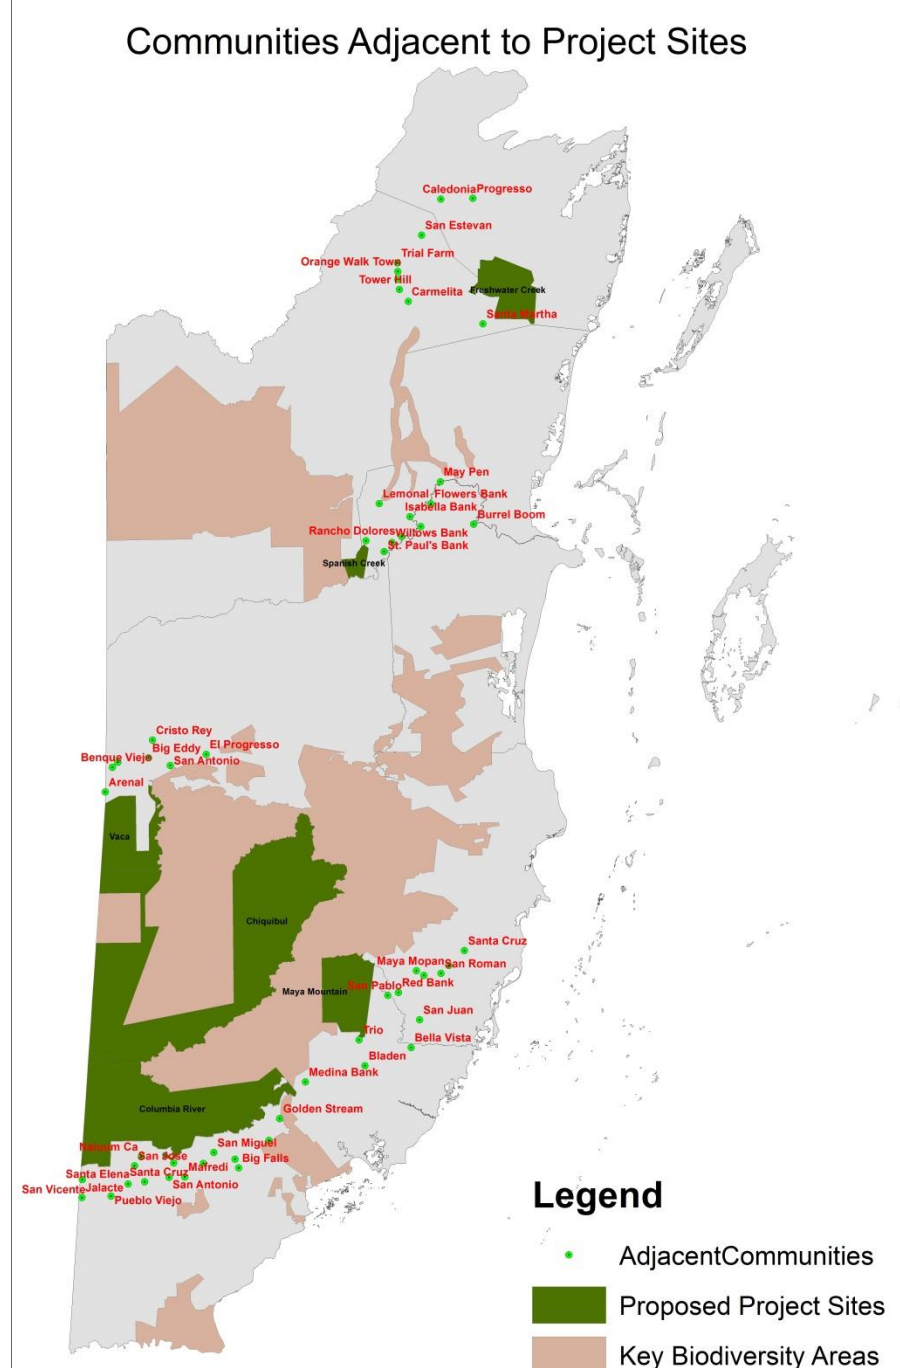 Communities Adjacent to Project Sites
Caledonia
Progresso
San Estevan
Trial Farm
Orange Walk Town
Tower Hill
Carmelita
Freshwater Creek
Santa Martha
May Pen
Lemonal
Flowers Bank
Isabella Bank
Burrel Boom
Rancho Dolores
Willows Bank
St. Paul's Bank
Spanish Creek
Cristo Rey
Big Eddy
El Progresso
Benque Viejo
San Antonio
Arenal
Vaca
Chiquibul
Santa Cruz
Maya Mopan
San Roman
San Pablo
Red Bank
Maya Mountain
San Juan
Trio
Bella Vista
Bladen
Medina Bank
Columbia River
Golden Stream
San Miguel
San Jose
Big Falls
Mafredi
Santa Elena
Santa Cruz
San Antonio
San Vicente
Jalacte
Pueblo Viejo
Legend
AdjacentCommunities
Proposed Project Sites
Key Biodiversity Areas